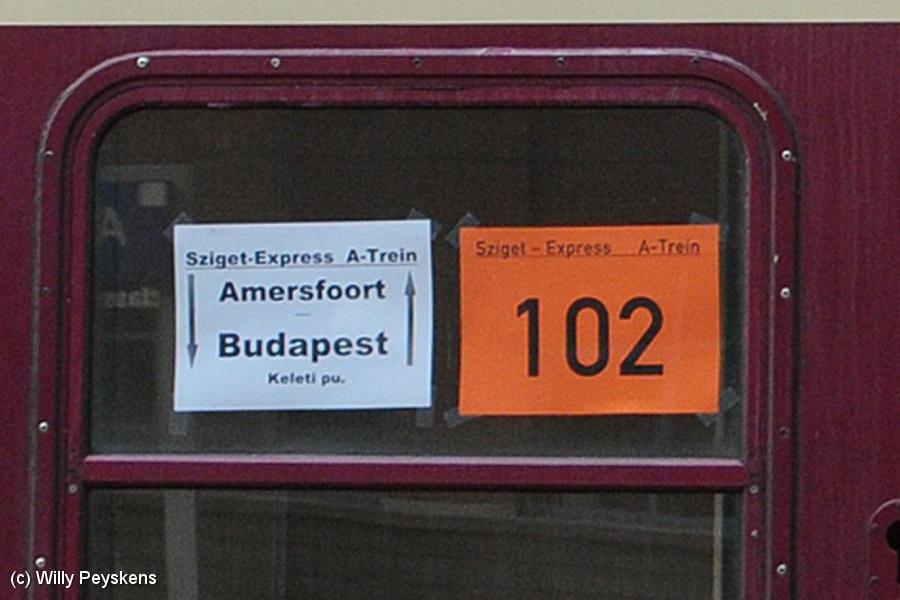 Sziget-Express A-Trein
Amersfoort
Budapest
Keleti pu.
Sziget – Express A-Trein
102
A
(c) Willy Peyskens